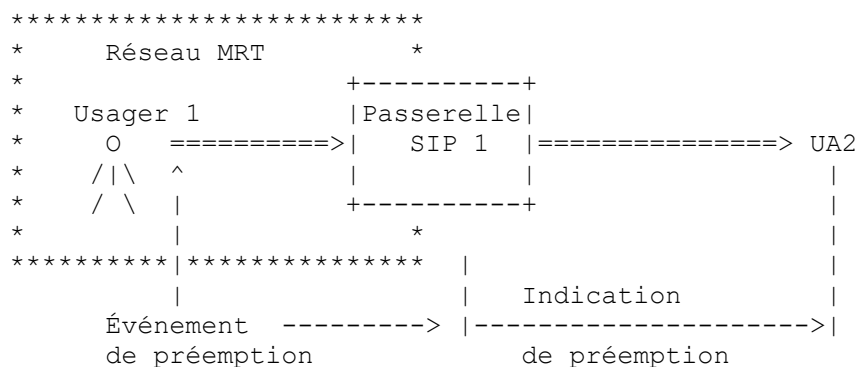 **************************
*     Réseau MRT         *
*                    +----------+
*   Usager 1         |Passerelle|
*     O   ==========>|   SIP 1  |===============> UA2
*    /|\  ^          |          |                  |
*    / \  |          +----------+                  |
*         |              *                         |
**********|***************  |                      |
          |                 |   Indication         |
      Événement  ---------> |--------------------->|
      de préemption             de préemption